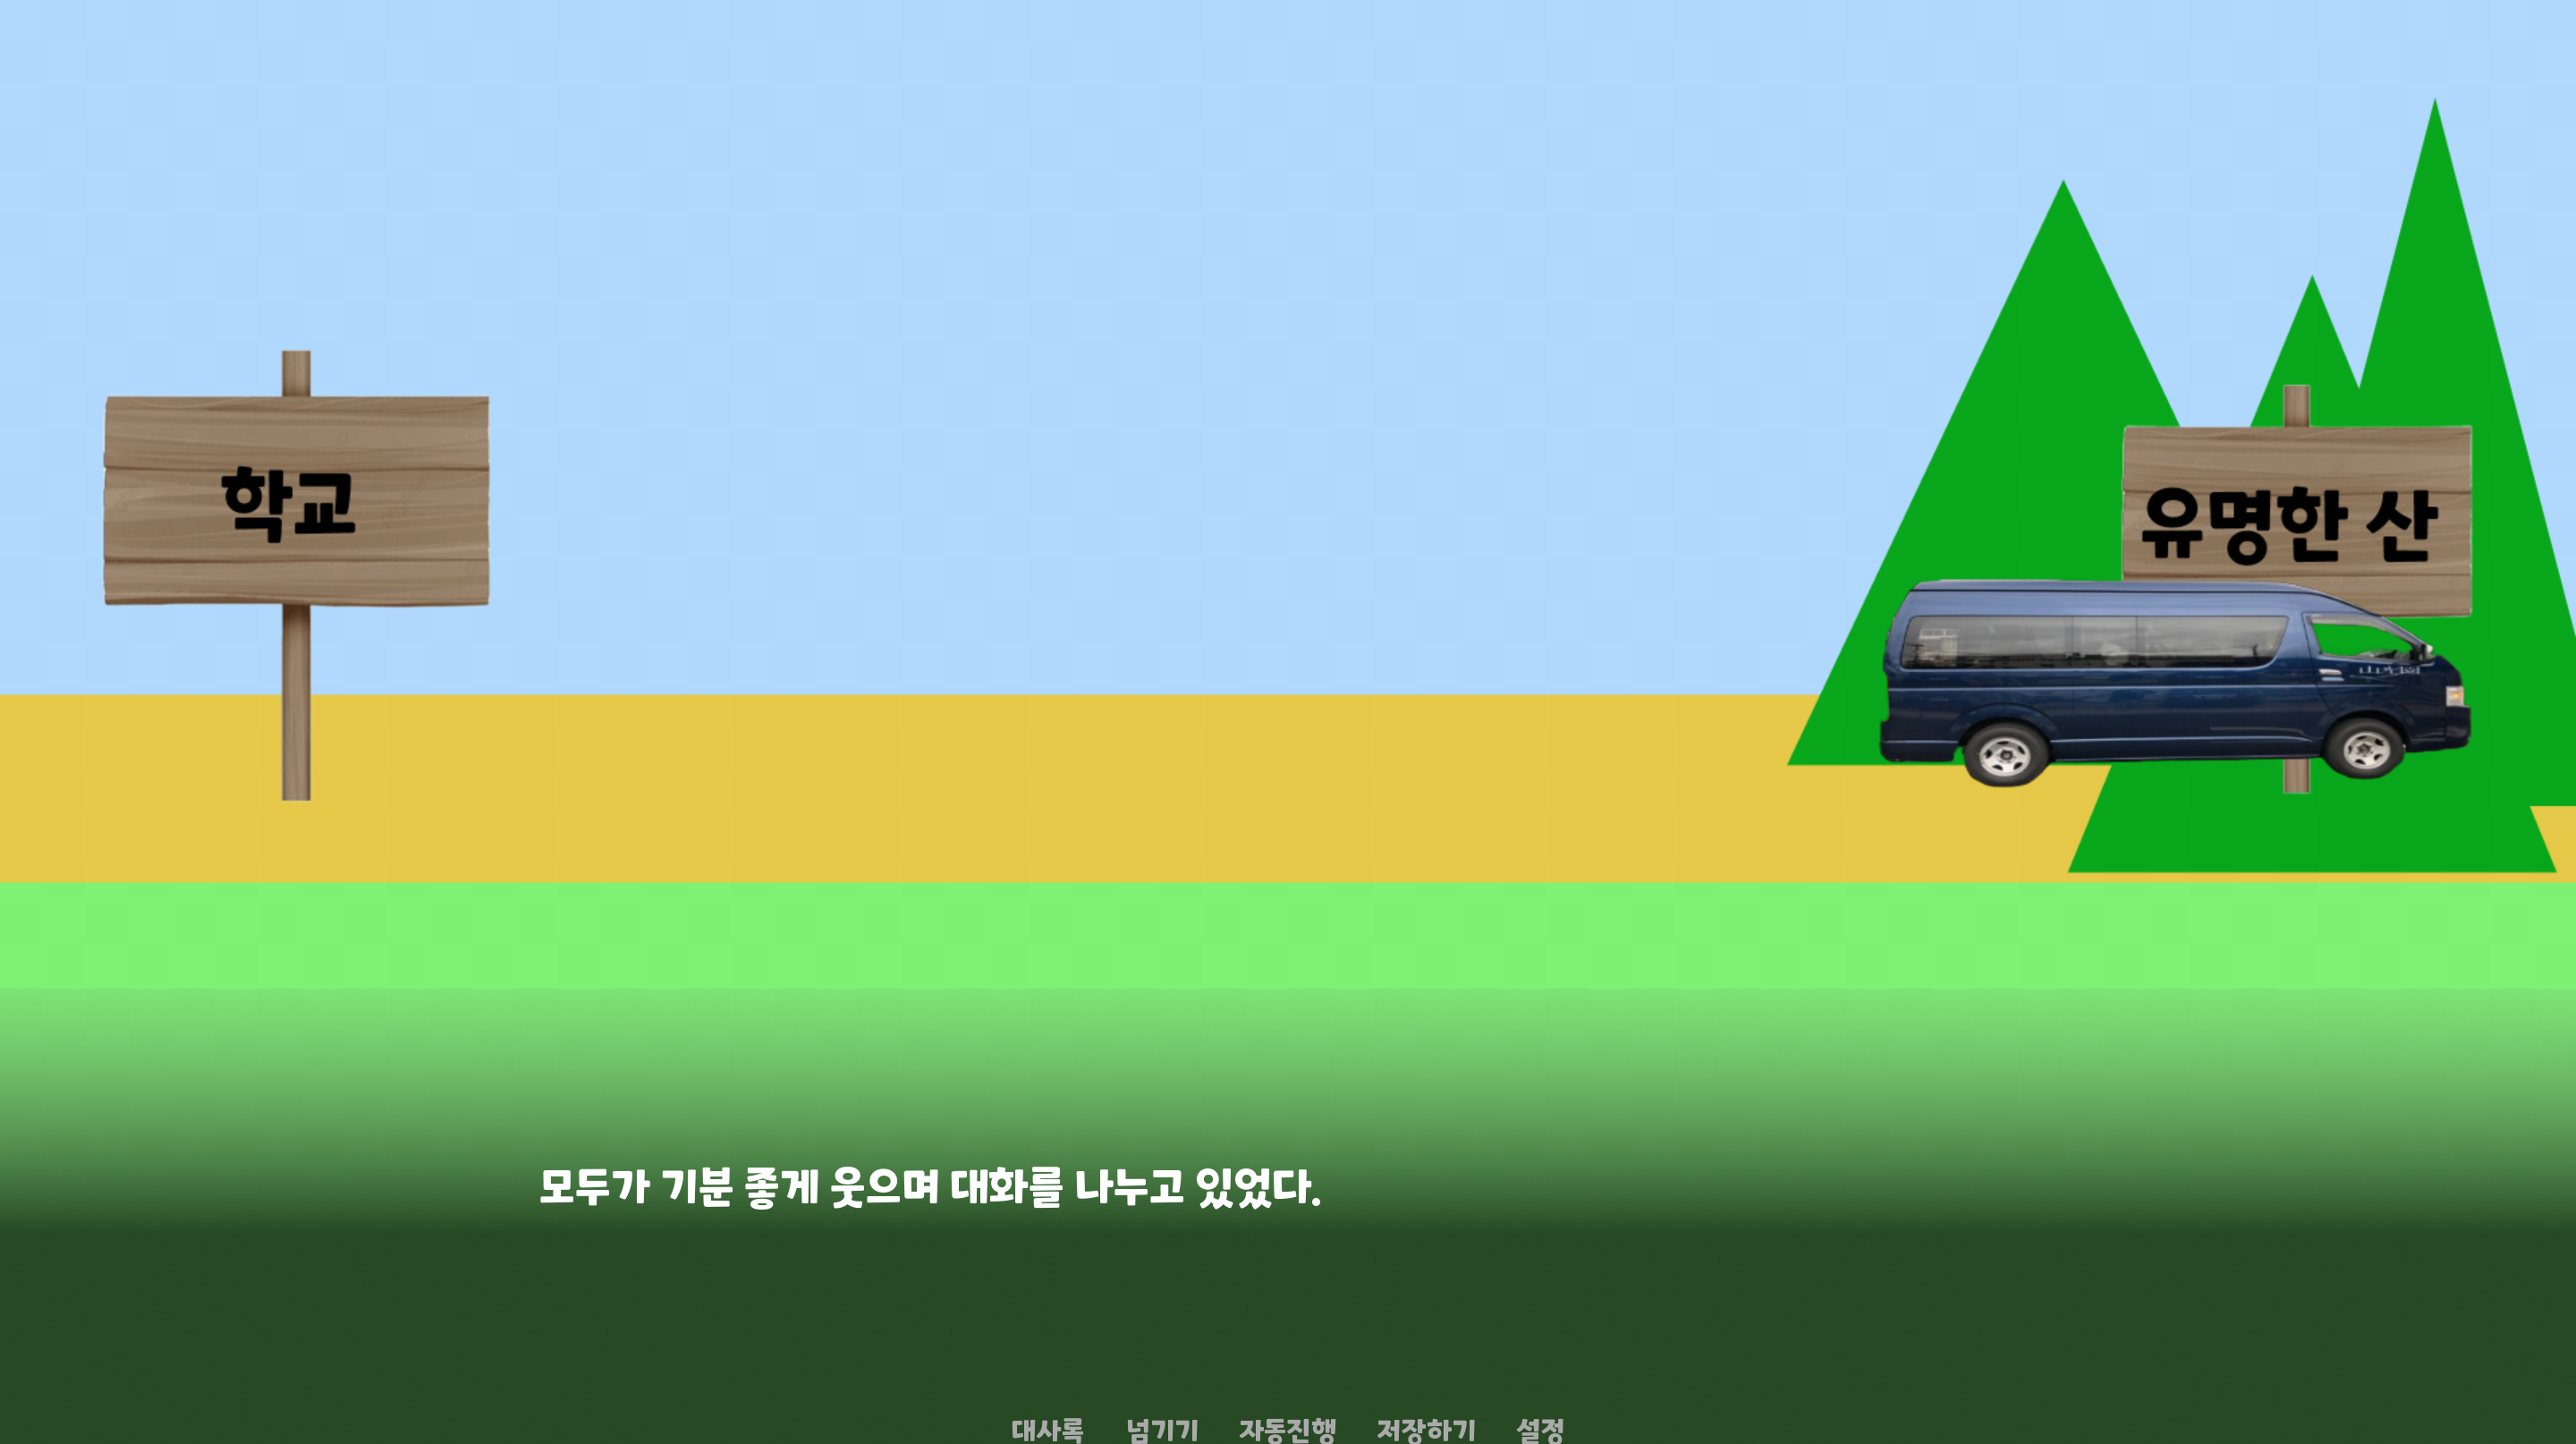 학교
유명한 산
모두가 기분 좋게 웃으며 대화를 나누고 있었다.
대사록 넘기기 자동진행 저장하기 설정